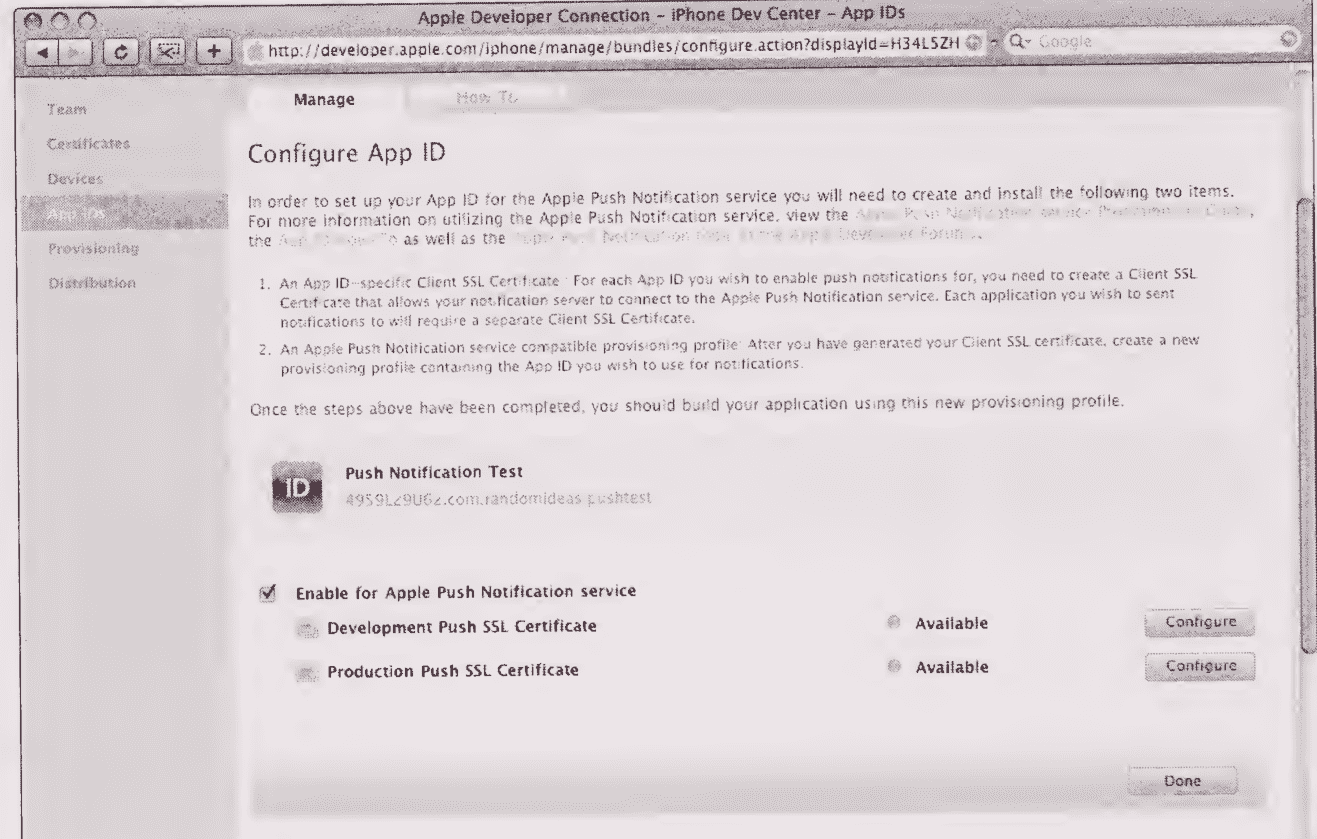 Apple Developer Connection – iPhone Dev Center – App IDs
http://developer.apple.com/iphone/manage/bundles/configure.action?displayId=H34L5ZH
Google
Team
Manage
How To
Certificates
Configure App ID
Devices
App IDs
Provisioning
Distribution
In order to set up your App ID for the Apple Push Notification service you will need to create and install the following two items.
For more information on utilizing the Apple Push Notification service, view the
the as well as the
1. An App ID-specific Client SSL Certificate: For each App ID you wish to enable push notifications for, you need to create a Client SSL
Certificate that allows your notification server to connect to the Apple Push Notification service. Each application you wish to sent
notifications to will require a separate Client SSL Certificate.
2. An Apple Push Notification service compatible provisioning profile: After you have generated your Client SSL certificate, create a new
provisioning profile containing the App ID you wish to use for notifications.
Once the steps above have been completed, you should build your application using this new provisioning profile.
ID
Push Notification Test
4959LZ9U6Z.com.randomideas.pushtest
Enable for Apple Push Notification service
Development Push SSL Certificate
Available
Configure
Production Push SSL Certificate
Available
Configure
Done